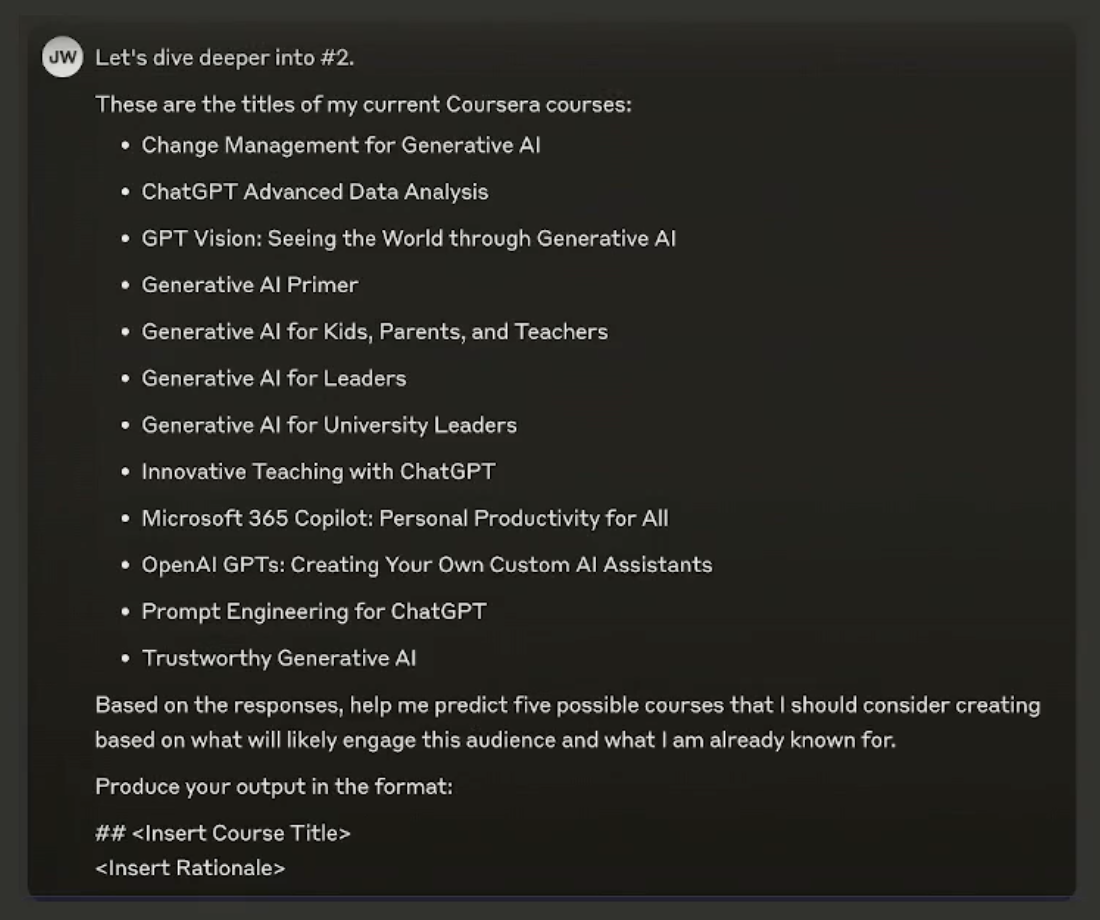 JW Let's dive deeper into #2.
These are the titles of my current Coursera courses:
• Change Management for Generative AI
• ChatGPT Advanced Data Analysis
• GPT Vision: Seeing the World through Generative AI
• Generative AI Primer
• Generative AI for Kids, Parents, and Teachers
• Generative AI for Leaders
• Generative AI for University Leaders
• Innovative Teaching with ChatGPT
• Microsoft 365 Copilot: Personal Productivity for All
• OpenAI GPTs: Creating Your Own Custom AI Assistants
• Prompt Engineering for ChatGPT
• Trustworthy Generative AI
Based on the responses, help me predict five possible courses that I should consider creating
based on what will likely engage this audience and what I am already known for.
Produce your output in the format:
## <Insert Course Title>
<Insert Rationale>